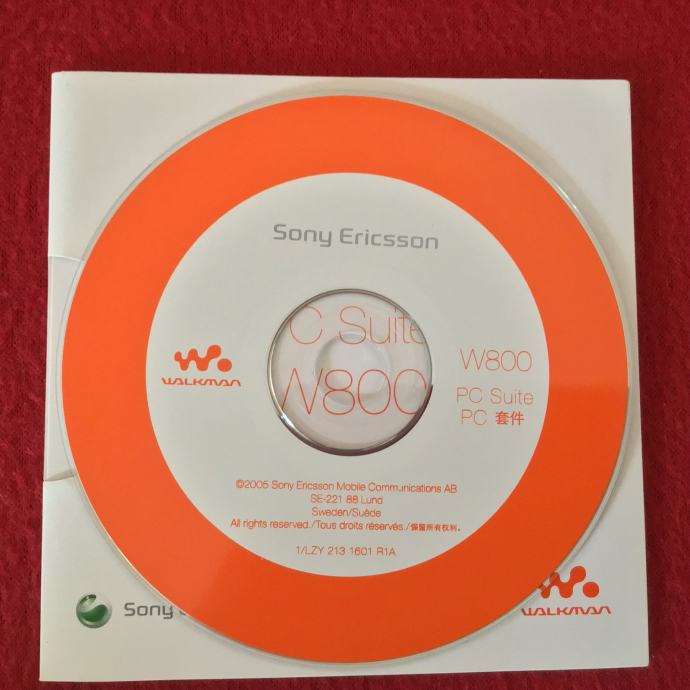 Sony Ericsson
C Suite
W800
WALKMAN
W800
PC Suite
PC 套件
©2005 Sony Ericsson Mobile Communications AB
SE-221 88 Lund
Sweden/Suède
All rights reserved./Tous droits réservés./保留所有权利。
1/LZY 213 1601 R1A
Sony
WALKMAN